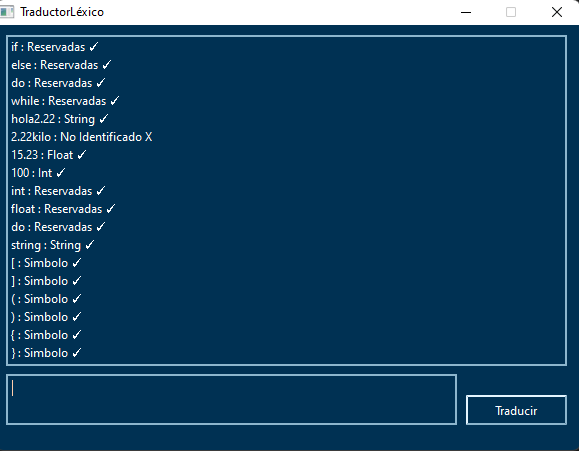 TraductorLéxico
if : Reservadas ✓
else : Reservadas ✓
do : Reservadas ✓
while : Reservadas ✓
hola2.22 : String ✓
2.22kilo : No Identificado X
15.23 : Float ✓
100 : Int ✓
int : Reservadas ✓
float : Reservadas ✓
do : Reservadas ✓
string : String ✓
[ : Simbolo ✓
] : Simbolo ✓
( : Simbolo ✓
) : Simbolo ✓
{ : Simbolo ✓
} : Simbolo ✓
Traducir